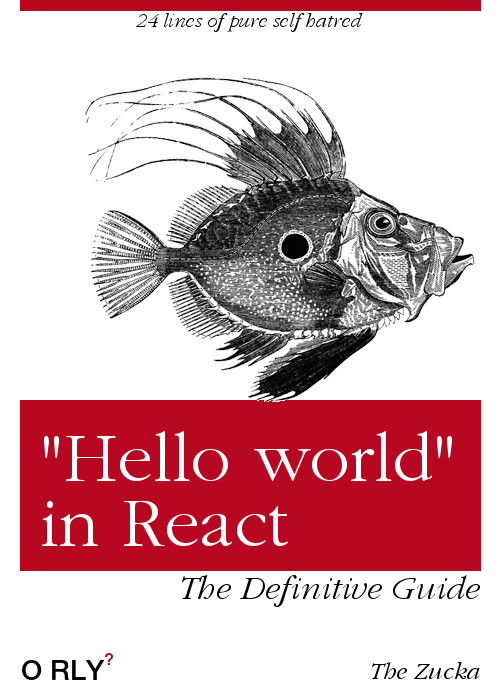 24 lines of pure self hatred
"Hello world"
in React
The Definitive Guide
O RLY?
The Zucka